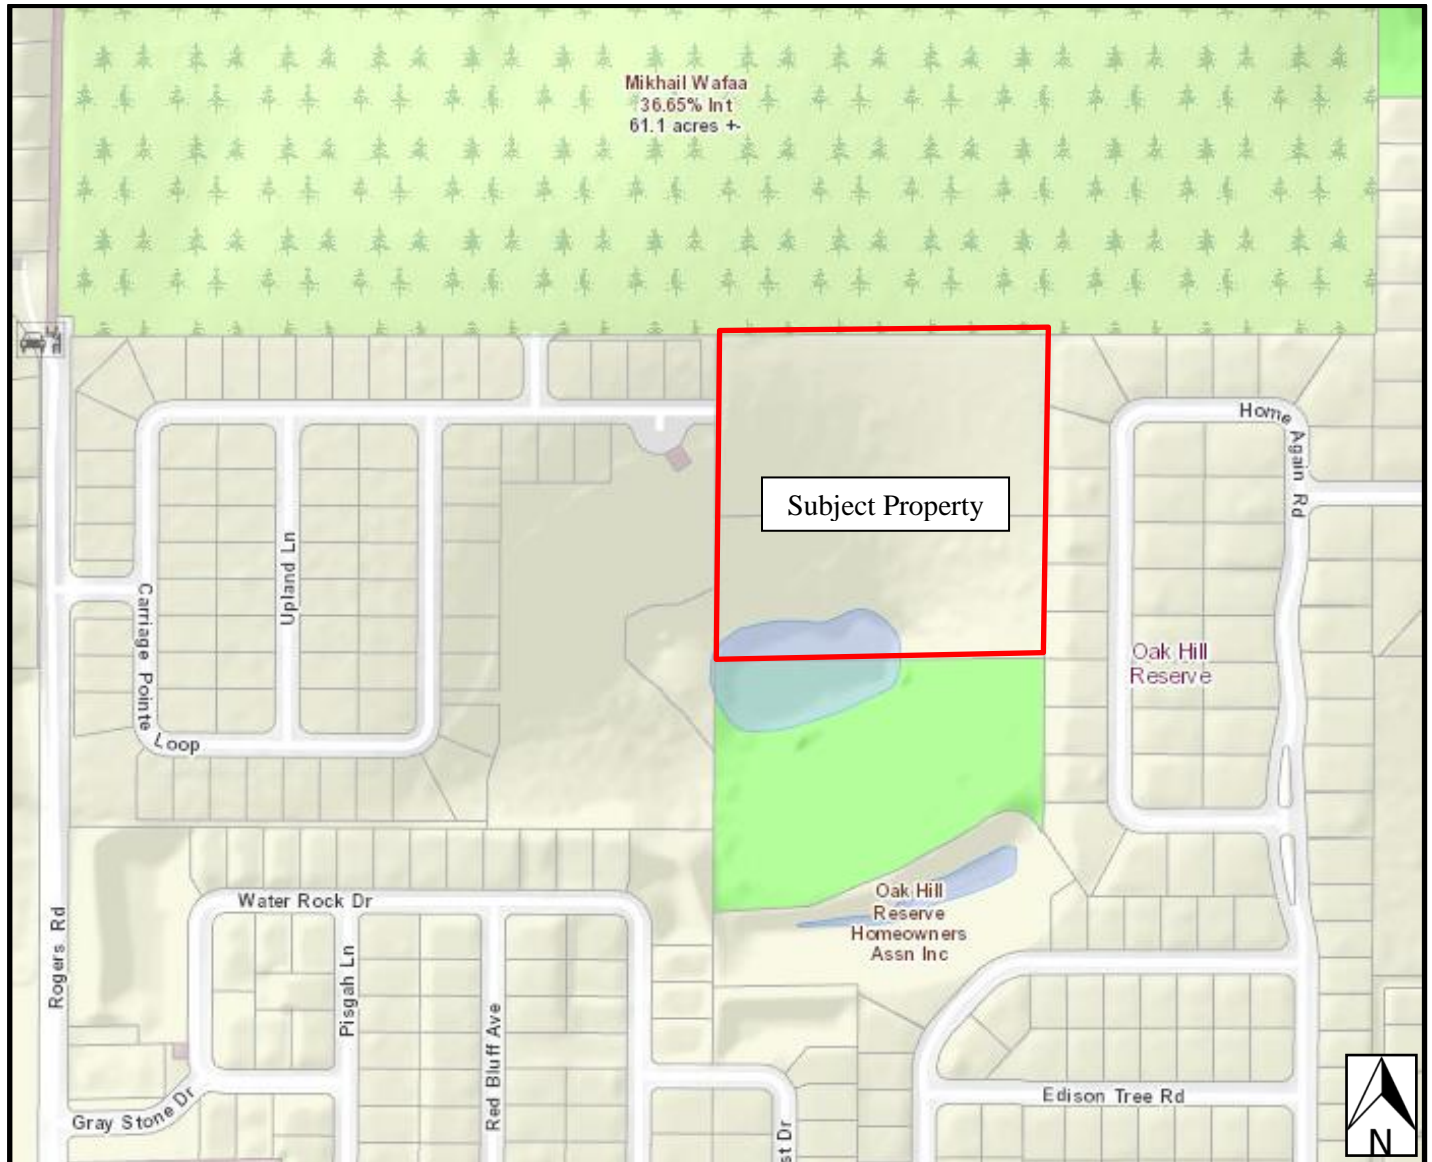 Mikhail Wafaa
36.65% Int
61.1 acres +-
Home Again Rd
Subject Property
Upland Ln
Carriage Pointe Loop
Oak Hill
Reserve
Oak Hill
Reserve
Homeowners
Assn Inc
Water Rock Dr
Rogers Rd
Pisgah Ln
Red Bluff Ave
Gray Stone Dr
Edison Tree Rd
st Dr
N